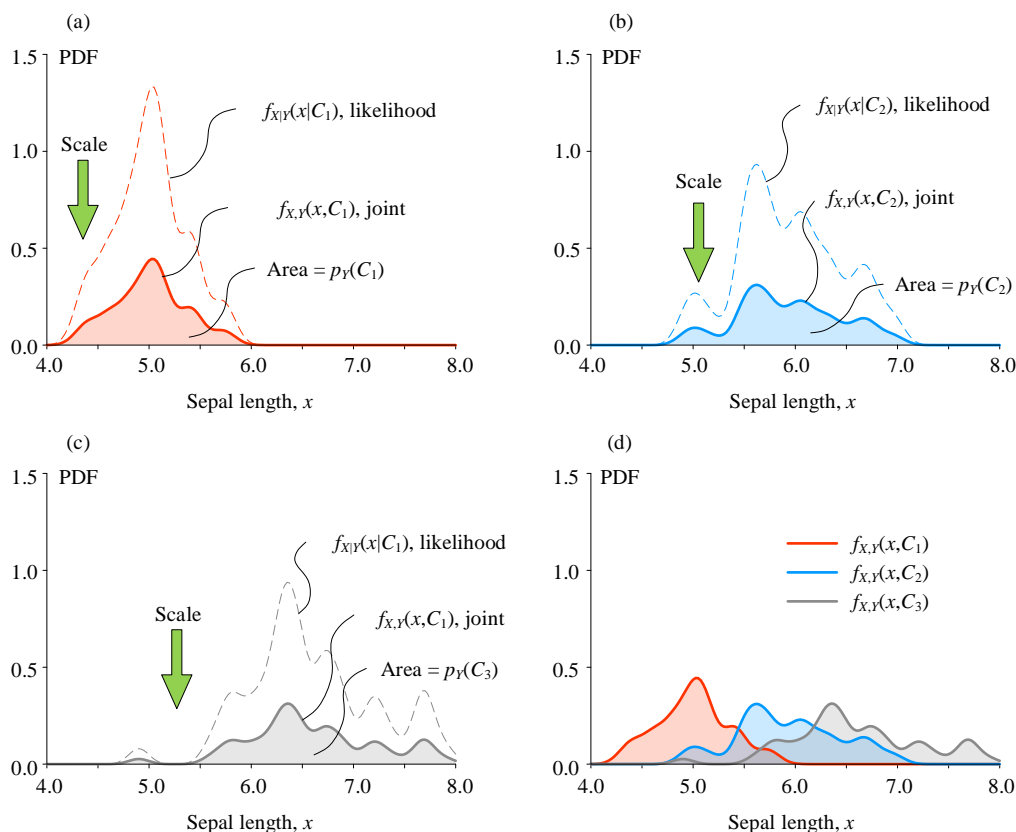 (a)
1.5
PDF
f_{X|Y}(x|C_1), likelihood
Scale
1.0
f_{X,Y}(x,C_1), joint
0.5
Area = p_Y(C_1)
0.0
4.0 5.0 6.0 7.0 8.0
Sepal length, x
(b)
1.5
PDF
f_{X|Y}(x|C_2), likelihood
1.0
Scale
f_{X,Y}(x,C_2), joint
0.5
Area = p_Y(C_2)
0.0
4.0 5.0 6.0 7.0 8.0
Sepal length, x
(c)
1.5
PDF
f_{X|Y}(x|C_1), likelihood
1.0
Scale
f_{X,Y}(x,C_1), joint
Area = p_Y(C_3)
0.5
0.0
4.0 5.0 6.0 7.0 8.0
Sepal length, x
(d)
1.5
PDF
f_{X,Y}(x,C_1)
1.0
f_{X,Y}(x,C_2)
f_{X,Y}(x,C_3)
0.5
0.0
4.0 5.0 6.0 7.0 8.0
Sepal length, x